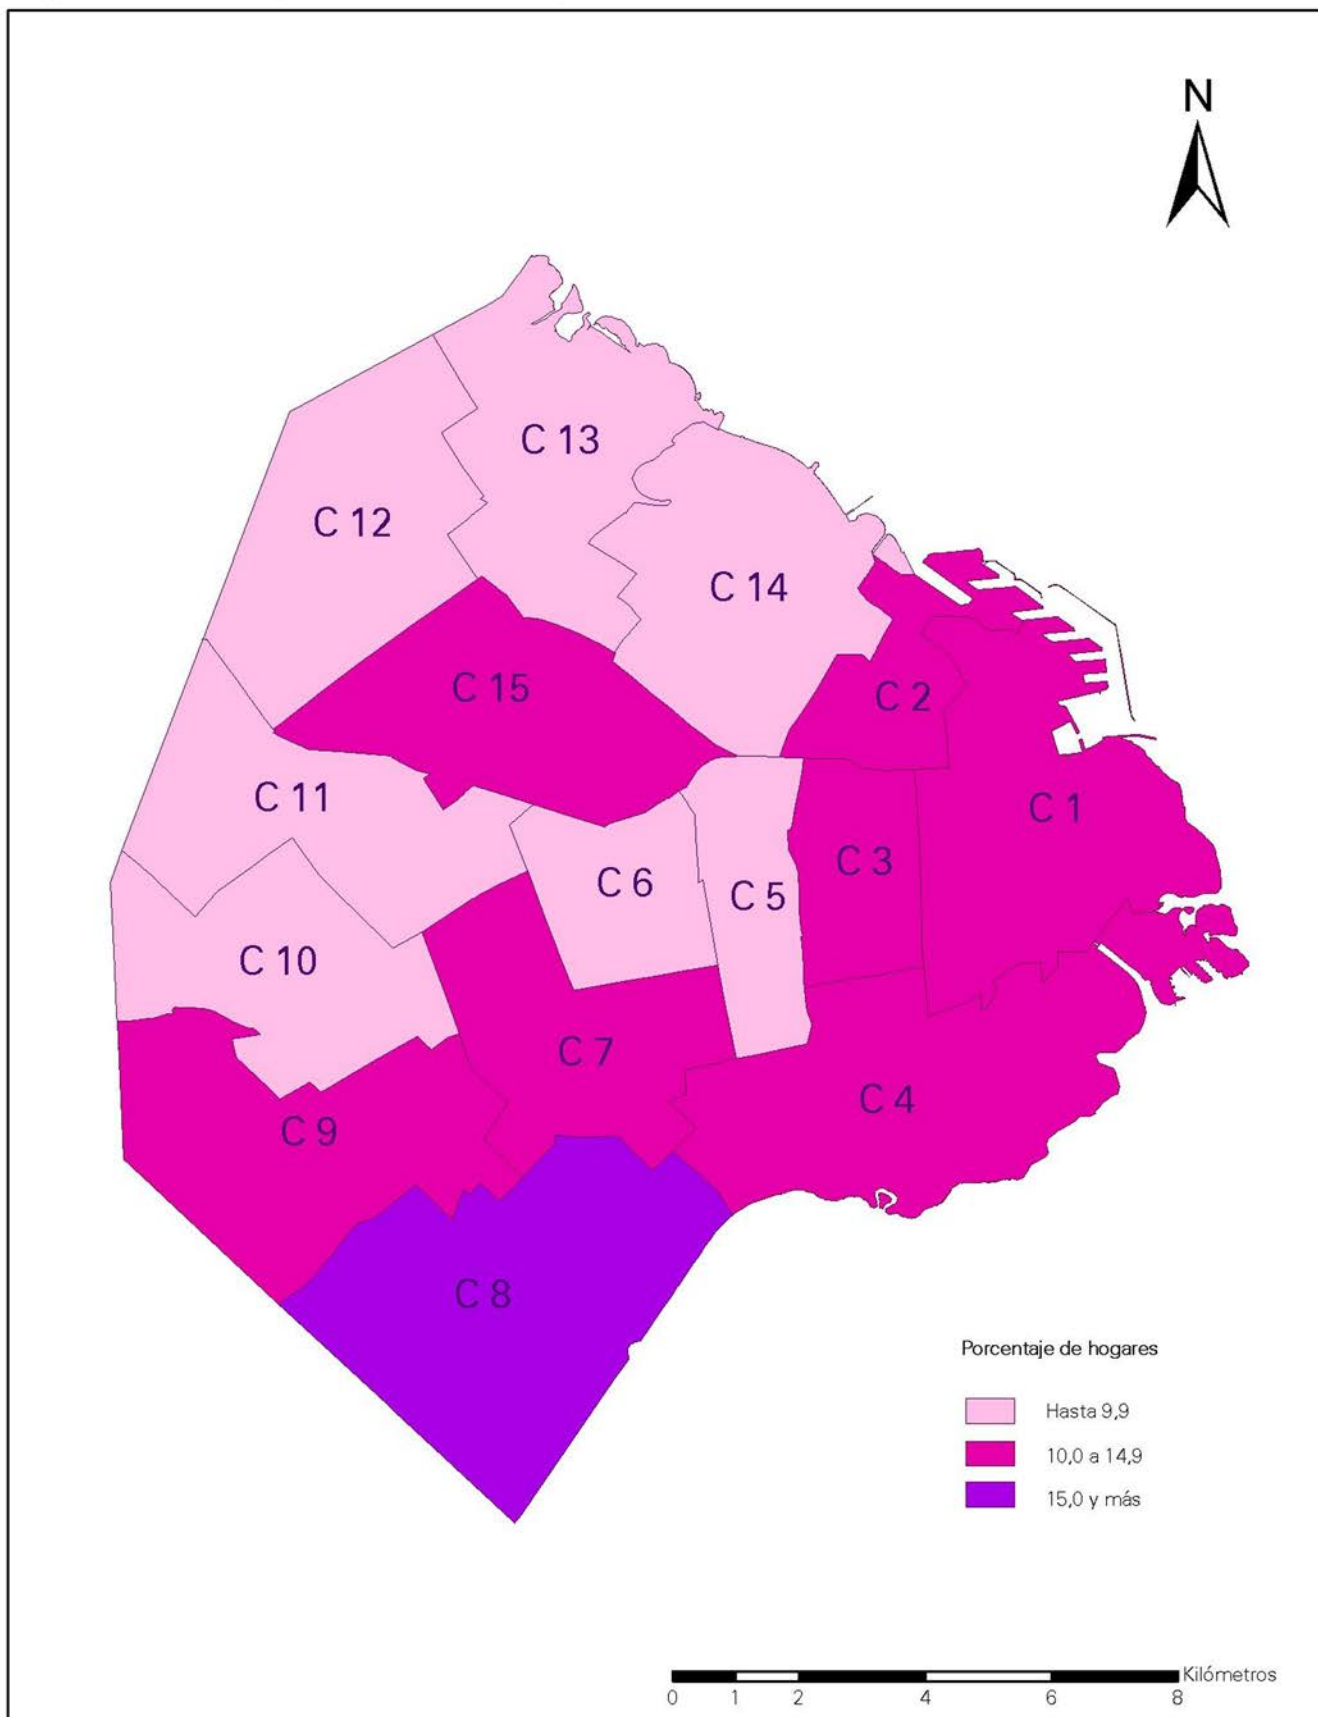 N
C 13
C 12
C 14
C 15
C 2
C 11
C 1
C 3
C 6
C 5
C 10
C 7
C 4
C 9
C 8
Porcentaje de hogares
Hasta 9,9
10,0 a 14,9
15,0 y más
Kilómetros
0 1 2 4 6 8